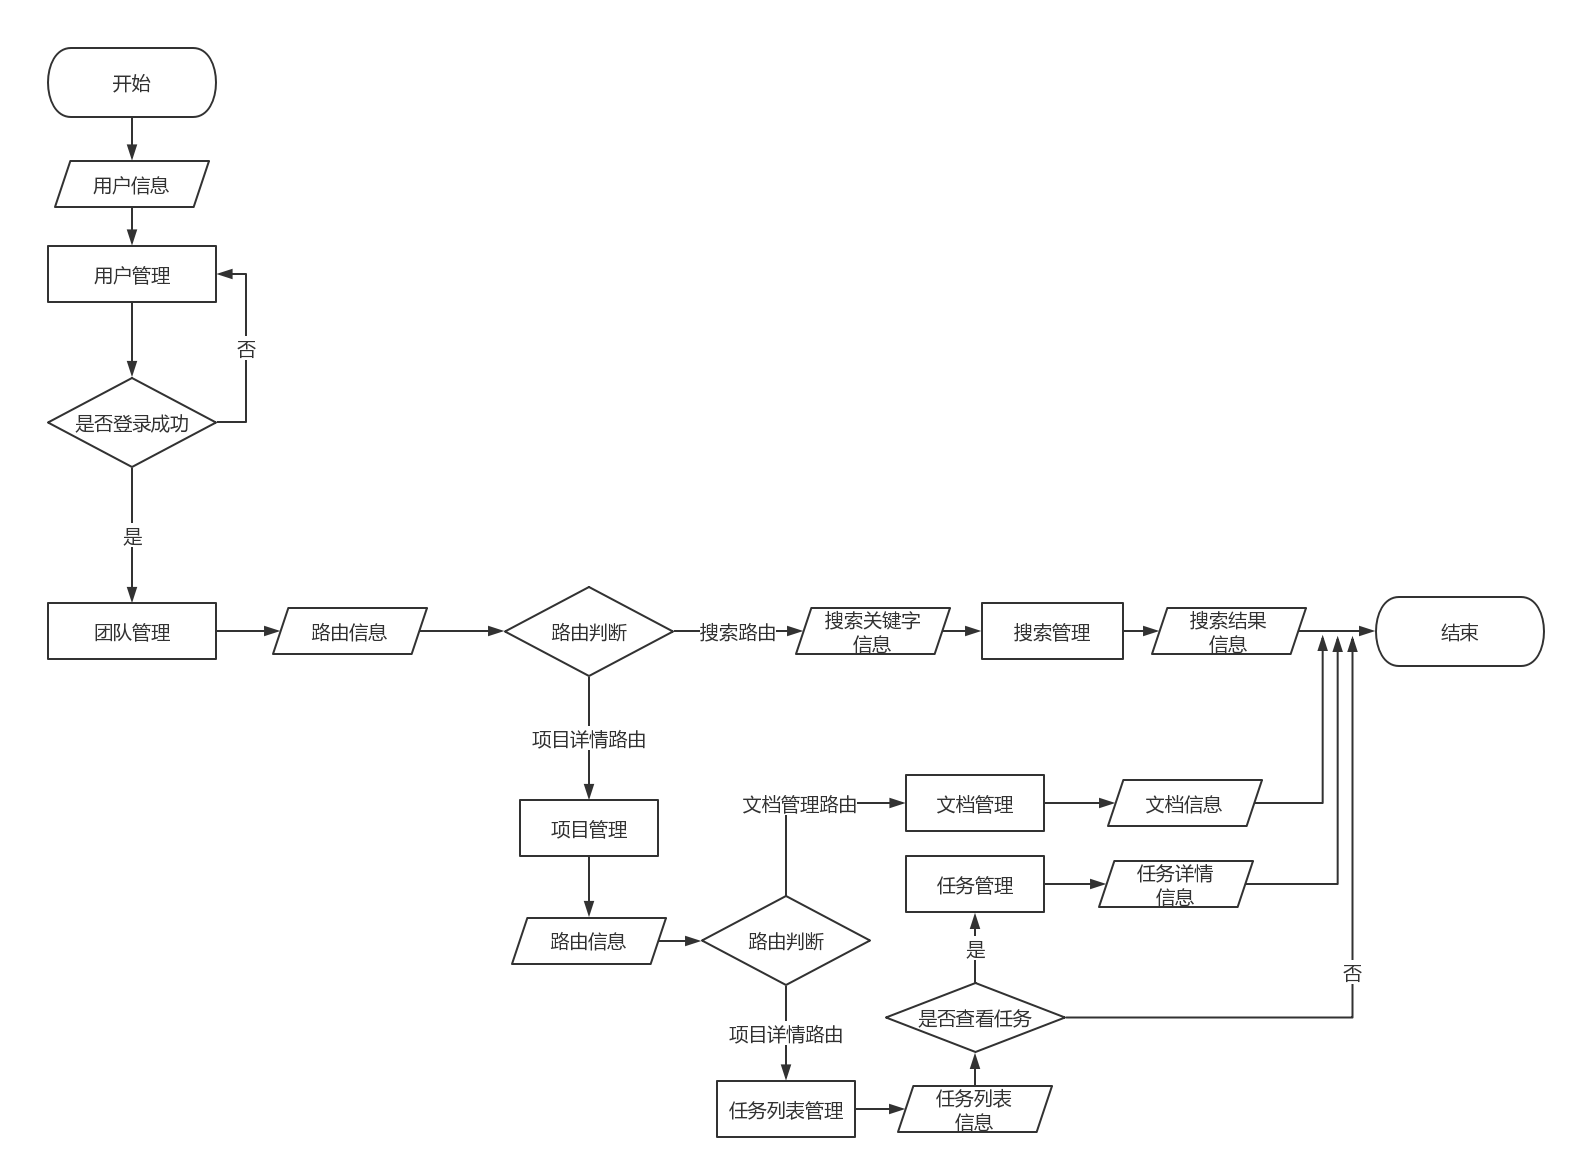 开始
用户信息
用户管理
否
是否登录成功
是
团队管理
路由信息
路由判断
搜索路由
搜索关键字
信息
搜索管理
搜索结果
信息
结束
项目详情路由
项目管理
路由信息
路由判断
文档管理路由
文档管理
文档信息
任务管理
任务详情
信息
是
否
是否查看任务
项目详情路由
任务列表管理
任务列表
信息